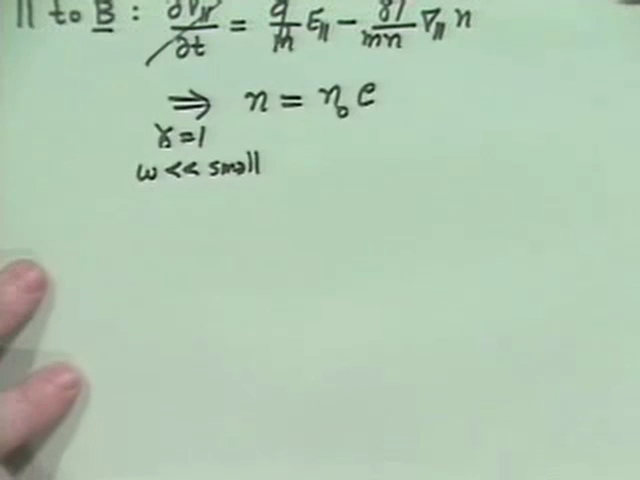 || to B : ∂V∥/∂t = q/m E∥ − γT/mn ∇∥ n
⇒ n = n₀ e
γ = 1
ω << small